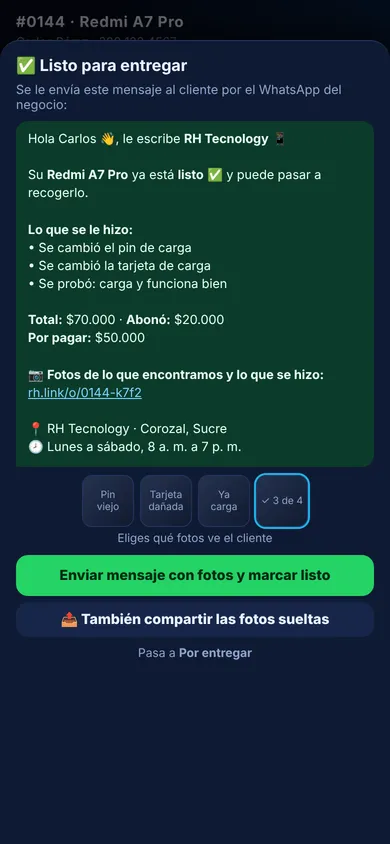 #0144 · Redmi A7 Pro
✅ Listo para entregar
Se le envía este mensaje al cliente por el WhatsApp del
negocio:
Hola Carlos 👋, le escribe RH Tecnology 📱
Su Redmi A7 Pro ya está listo ✅ y puede pasar a
recogerlo.
Lo que se le hizo:
• Se cambió el pin de carga
• Se cambió la tarjeta de carga
• Se probó: carga y funciona bien
Total: $70.000 · Abonó: $20.000
Por pagar: $50.000
📷 Fotos de lo que encontramos y lo que se hizo:
rh.link/o/0144-k7f2
📍 RH Tecnology · Corozal, Sucre
🕗 Lunes a sábado, 8 a. m. a 7 p. m.
Pin
viejo
Tarjeta
dañada
Ya
carga
✓ 3 de 4
Eliges qué fotos ve el cliente
Enviar mensaje con fotos y marcar listo
📤 También compartir las fotos sueltas
Pasa a Por entregar